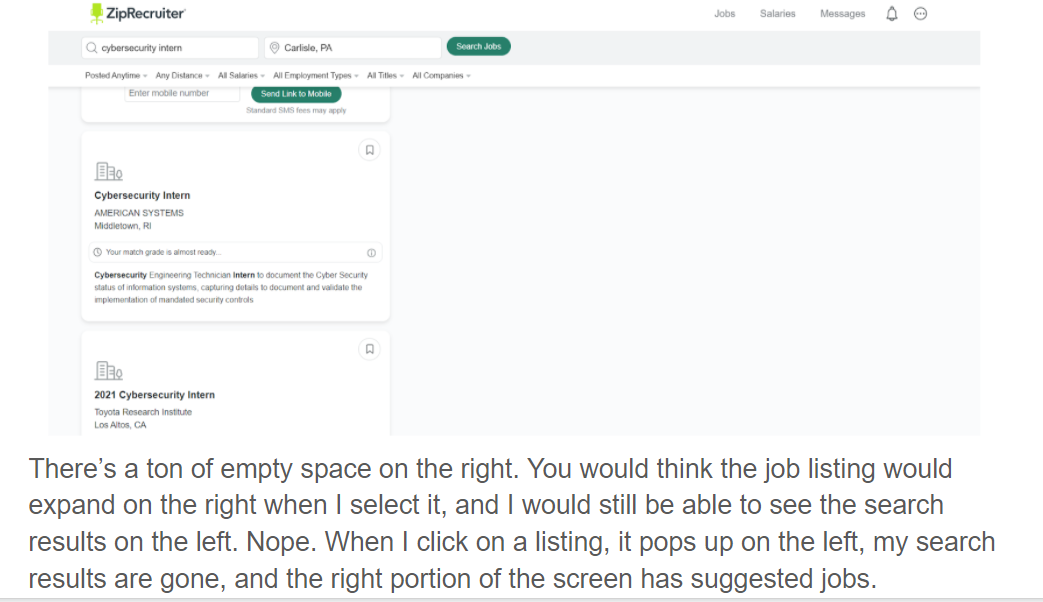 ZipRecruiter
Jobs Salaries Messages
cybersecurity intern Carlisle, PA Search Jobs
Posted Anytime Any Distance All Salaries All Employment Types All Titles All Companies
Enter mobile number Send Link to Mobile
Standard SMS fees may apply
Cybersecurity Intern
AMERICAN SYSTEMS
Middletown, RI
Your match grade is almost ready...
Cybersecurity Engineering Technician Intern to document the Cyber Security
status of information systems, capturing details to document and validate the
implementation of mandated security controls
2021 Cybersecurity Intern
Toyota Research Institute
Los Altos, CA
There’s a ton of empty space on the right. You would think the job listing would
expand on the right when I select it, and I would still be able to see the search
results on the left. Nope. When I click on a listing, it pops up on the left, my search
results are gone, and the right portion of the screen has suggested jobs.